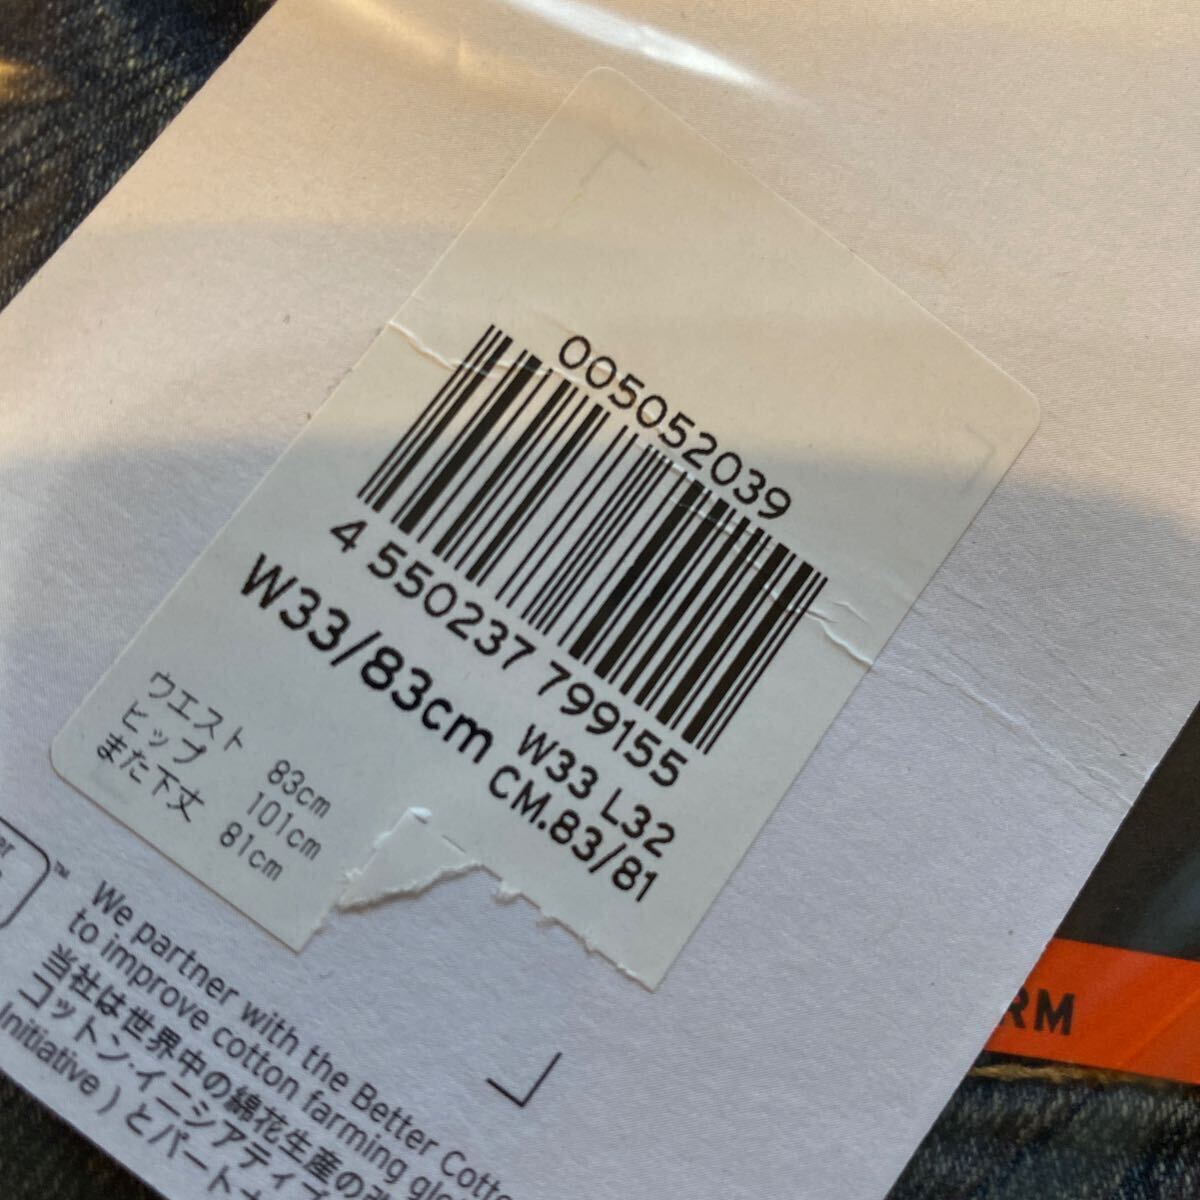 005052039
4 550237 799155
W33/83cm
W33 L32
CM.83/81
ウエスト 83cm
ヒップ 101cm
また下丈 81cm
™
We partner with the Better
to improve cotton farming
当社は世界中の綿花生産の
コットン・イーシアティブ
Initiative ) とパート
RM